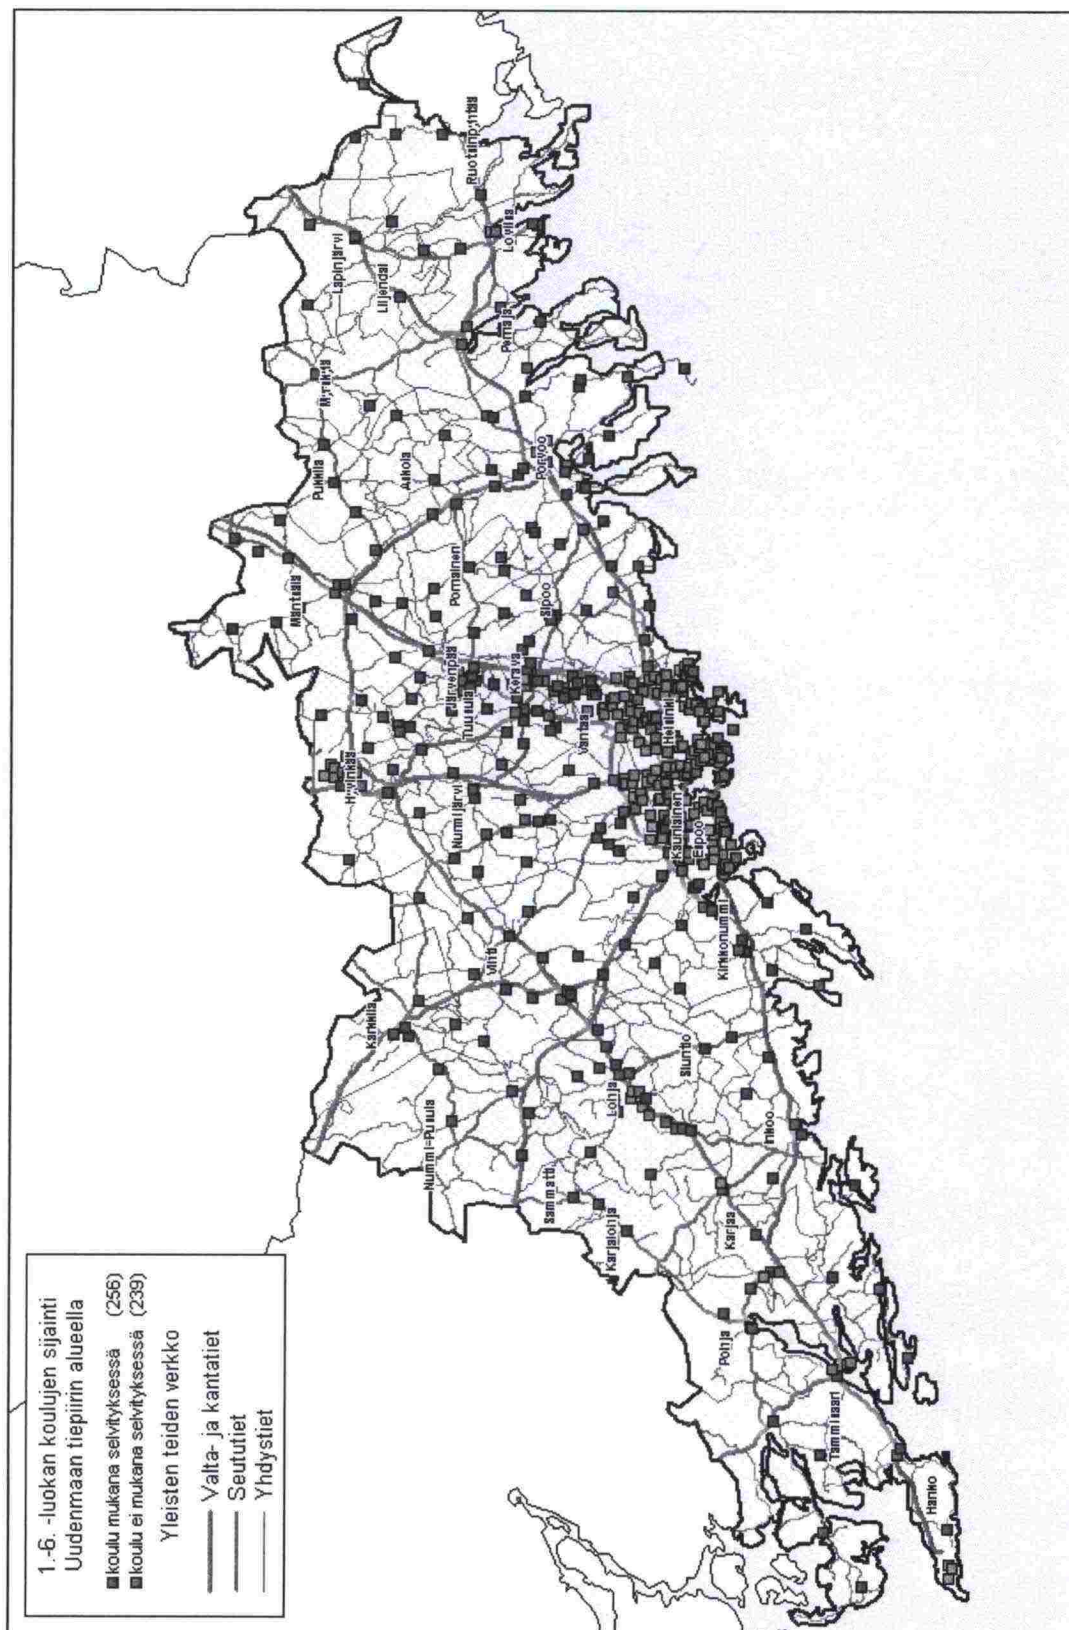 1.-6. -luokan koulujen sijainti
Uudenmaan tiepiirin alueella
koulu mukana selvityksessä (256)
koulu ei mukana selvityksessä (239)
Yleisten teiden verkko
Valta- ja kantatiet
Seututiet
Yhdystiet
Hanko
Tammisaari
Pohja
Karjaa
Karjalohja
Sammatti
Nummi-Pusula
Inkoo
Lohja
Siuntio
Karkkila
Vihti
Kirkkonummi
Espoo
Kauniainen
Nurmijärvi
Hyvinkää
Vantaa
Helsinki
Tuusula
Järvenpää
Kerava
Mäntsälä
Sipoo
Pornainen
Askola
Pukkila
Porvoo
Myrskylä
Pernaja
Liljendal
Lapinjärvi
Loviisa
Ruotsinpyhtää